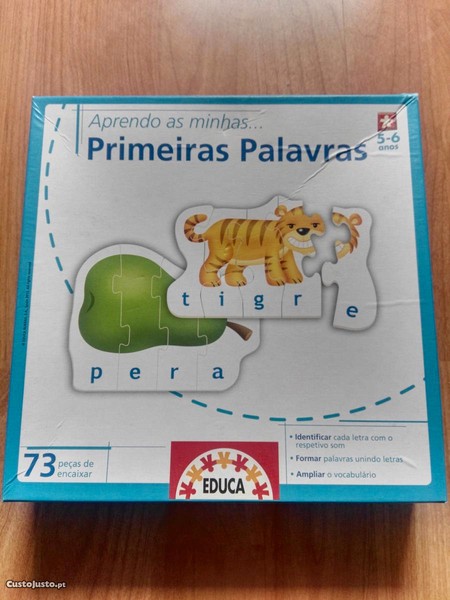 Aprendo as minhas...
Primeiras Palavras
5-6
anos
t i g r e
p e r a
73 peças de
encaixar
EDUCA
• Identificar cada letra com o
respetivo som
• Formar palavras unindo letras
• Ampliar o vocabulário
CustoJusto.pt